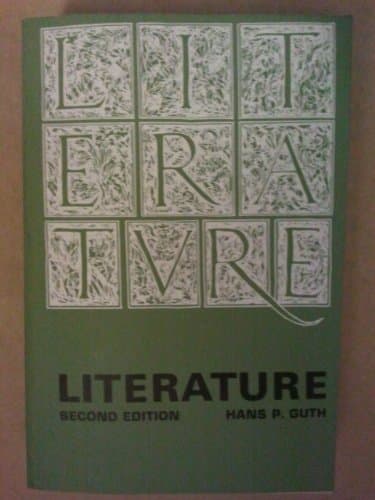 LIT
ERA
TVRE
LITERATURE
SECOND EDITION HANS P. GUTH